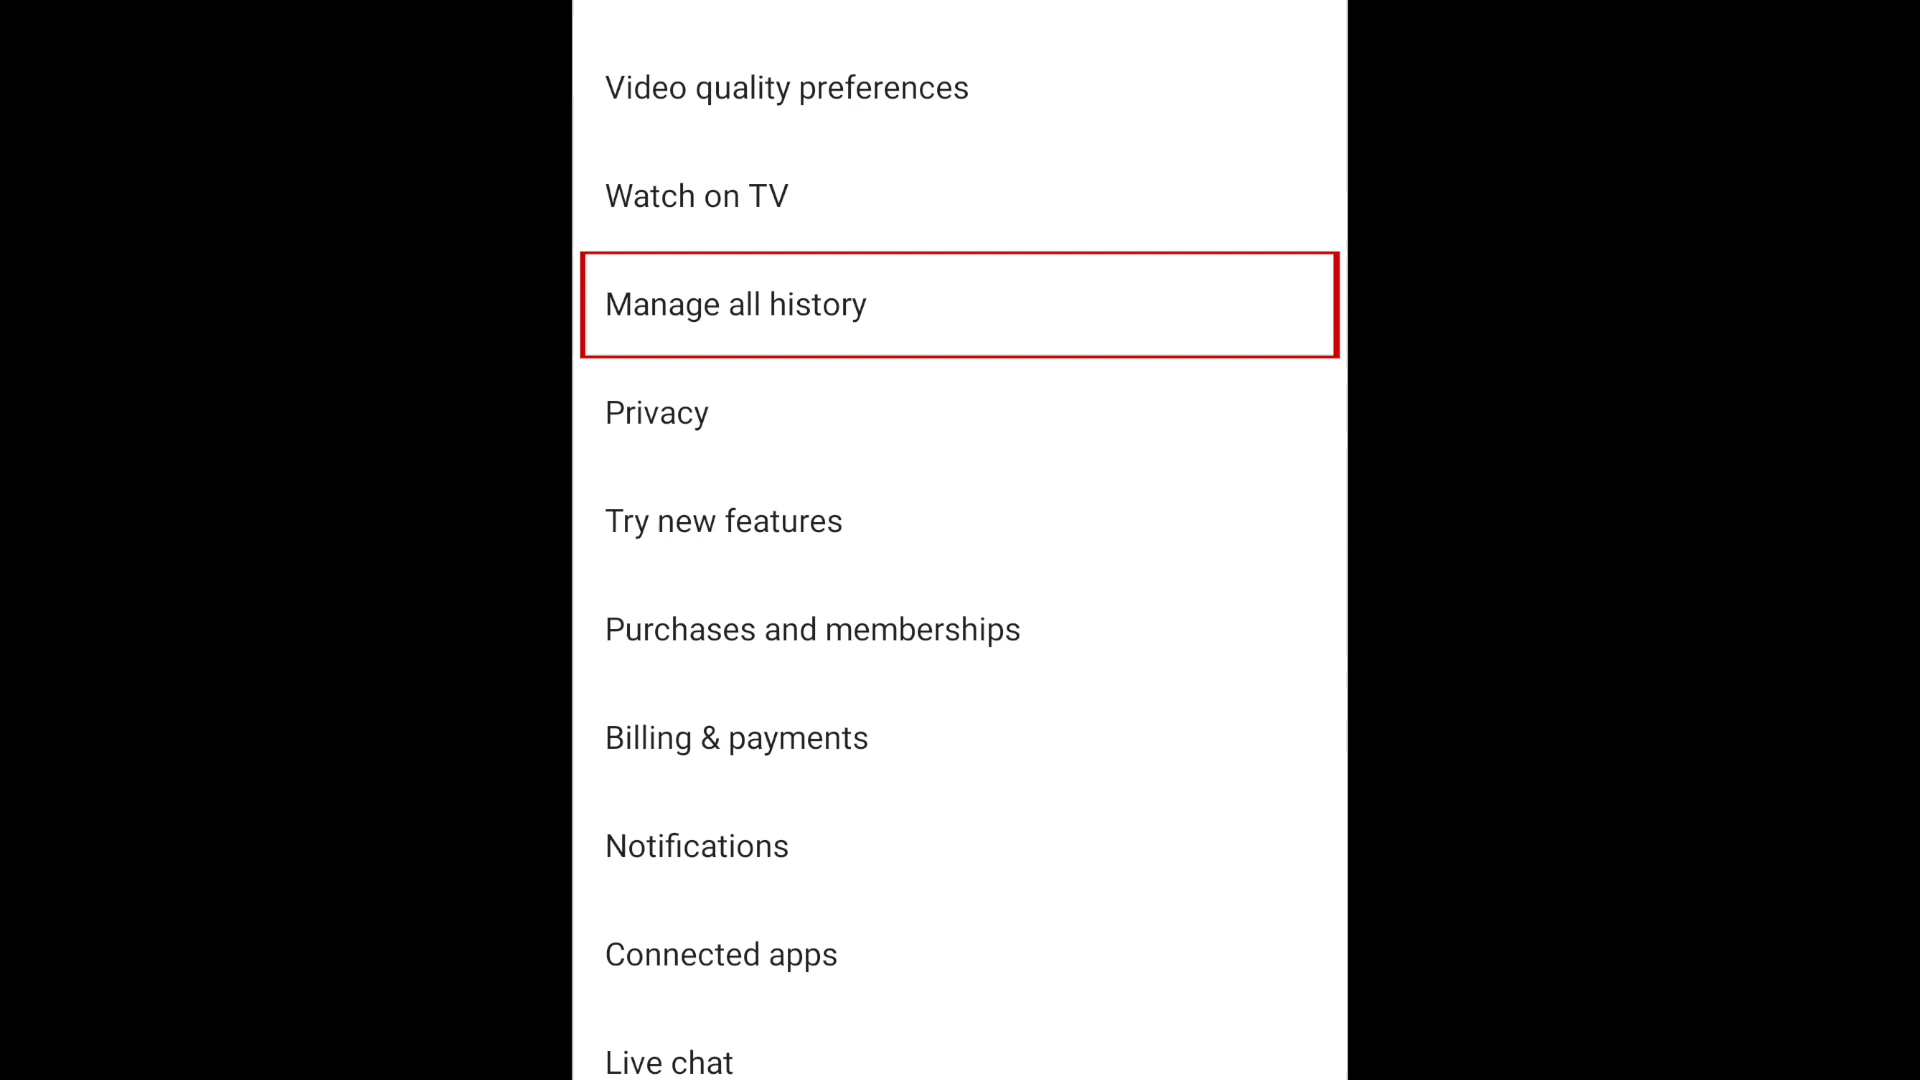 Video quality preferences
Watch on TV
Manage all history
Privacy
Try new features
Purchases and memberships
Billing & payments
Notifications
Connected apps
Live chat